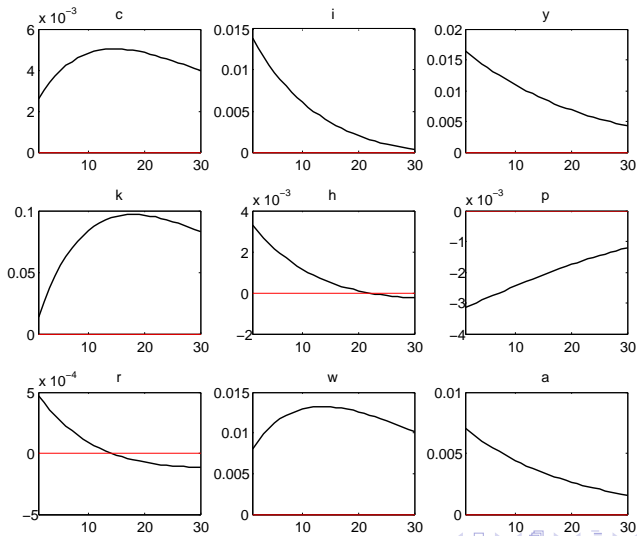 x 10−3 c i y
6 4 2 0
0.015 0.01 0.005 0
0.02 0.015 0.01 0.005 0
10 20 30 10 20 30 10 20 30
k x 10−3 h x 10−3 p
0.1 0.05 0
4 2 0 −2
0 −1 −2 −3 −4
10 20 30 10 20 30 10 20 30
x 10−4 r w a
5 0 −5
0.015 0.01 0.005 0
0.01 0.005 0
10 20 30 10 20 30 10 20 30